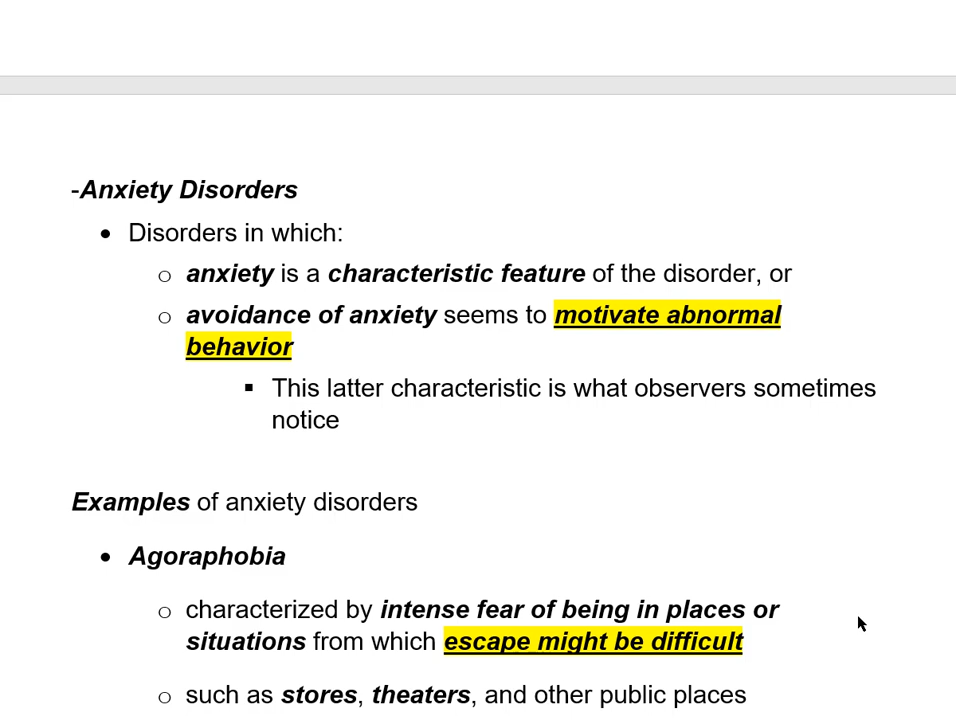 -Anxiety Disorders
• Disorders in which:
o anxiety is a characteristic feature of the disorder, or
o avoidance of anxiety seems to motivate abnormal
behavior
▪ This latter characteristic is what observers sometimes
notice
Examples of anxiety disorders
• Agoraphobia
o characterized by intense fear of being in places or
situations from which escape might be difficult
o such as stores, theaters, and other public places